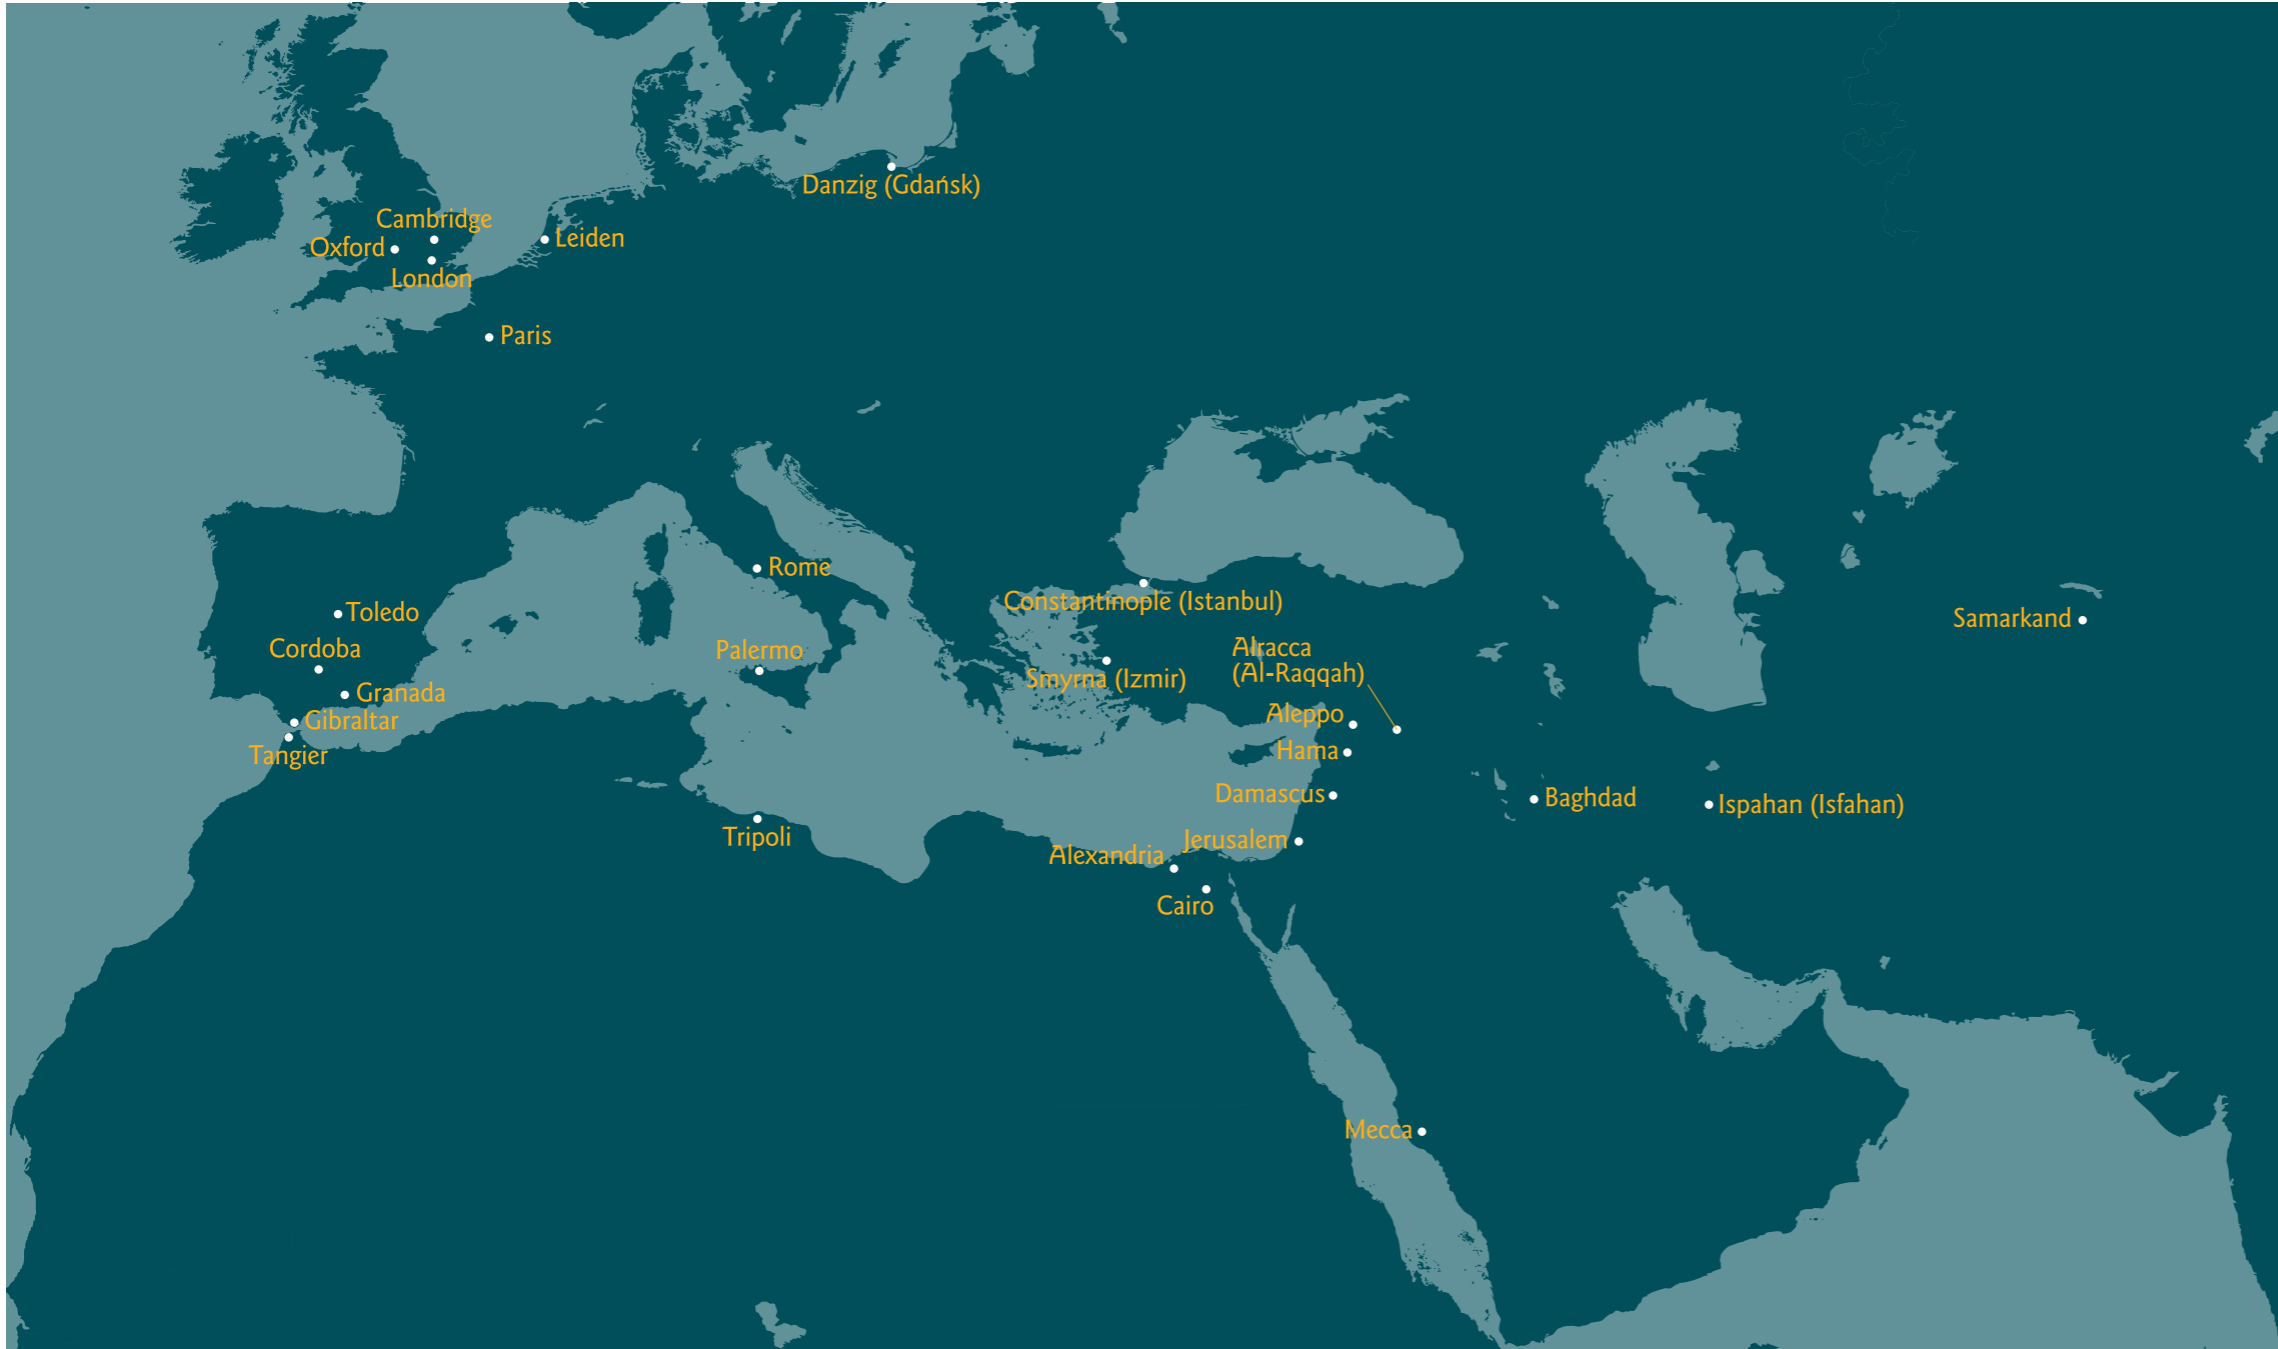 Danzig (Gdańsk)
Cambridge
Oxford
Leiden
London
Paris
Rome
Constantinople (Istanbul)
Toledo
Samarkand
Cordoba
Palermo
Alracca
(Al-Raqqah)
Smyrna (Izmir)
Granada
Gibraltar
Aleppo
Tangier
Hama
Damascus
Baghdad
Ispahan (Isfahan)
Tripoli
Jerusalem
Alexandria
Cairo
Mecca